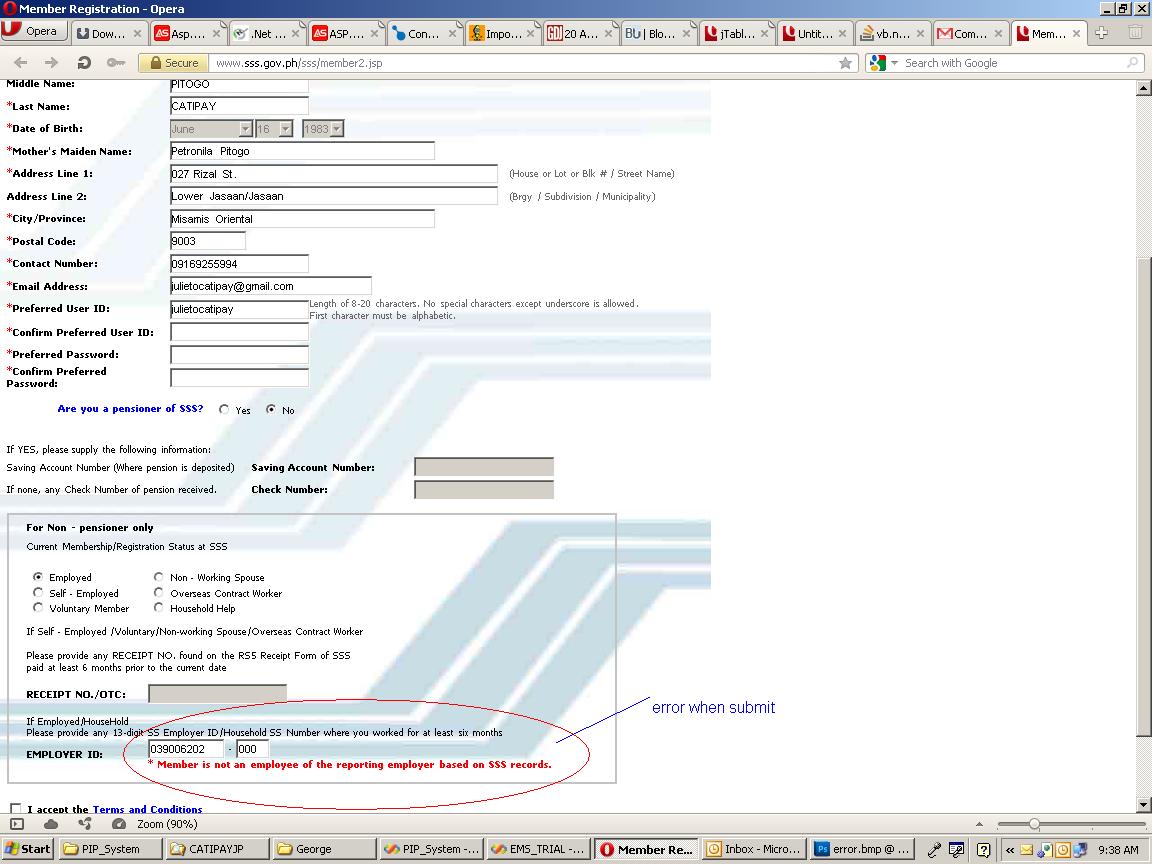 Member Registration - Opera
Opera
Dow...
Asp....
.Net ...
ASP....
Con...
Impo...
20 A...
BU | Blo...
jTabl...
Untit...
vb.n...
Com...
Mem...
Secure
www.sss.gov.ph/sss/member2.jsp
Search with Google
Middle Name: PITOGO
*Last Name: CATIPAY
*Date of Birth: June 16 1983
*Mother's Maiden Name: Petronila Pitogo
*Address Line 1: 027 Rizal St. (House or Lot or Blk # / Street Name)
Address Line 2: Lower Jasaan/Jasaan (Brgy / Subdivision / Municipality)
*City/Province: Misamis Oriental
*Postal Code: 9003
*Contact Number: 09169255994
*Email Address: julietocatipay@gmail.com
*Preferred User ID: julietocatipay Length of 8-20 characters. No special characters except underscore is allowed.
First character must be alphabetic.
*Confirm Preferred User ID:
*Preferred Password:
*Confirm Preferred
Password:
Are you a pensioner of SSS? Yes No
If YES, please supply the following information:
Saving Account Number (Where pension is deposited) Saving Account Number:
If none, any Check Number of pension received. Check Number:
For Non - pensioner only
Current Membership/Registration Status at SSS
Employed Non - Working Spouse
Self - Employed Overseas Contract Worker
Voluntary Member Household Help
If Self - Employed /Voluntary/Non-working Spouse/Overseas Contract Worker
Please provide any RECEIPT NO. found on the RS5 Receipt Form of SSS
paid at least 6 months prior to the current date
RECEIPT NO./OTC:
error when submit
If Employed/HouseHold
Please provide any 13-digit SS Employer ID/Household SS Number where you worked for at least six months
EMPLOYER ID: 039006202 - 000
* Member is not an employee of the reporting employer based on SSS records.
I accept the Terms and Conditions
Zoom (90%)
Start
PIP_System
CATIPAYJP
George
PIP_System -...
EMS_TRIAL -...
Member Re...
Inbox - Micro...
error.bmp @ ...
9:38 AM